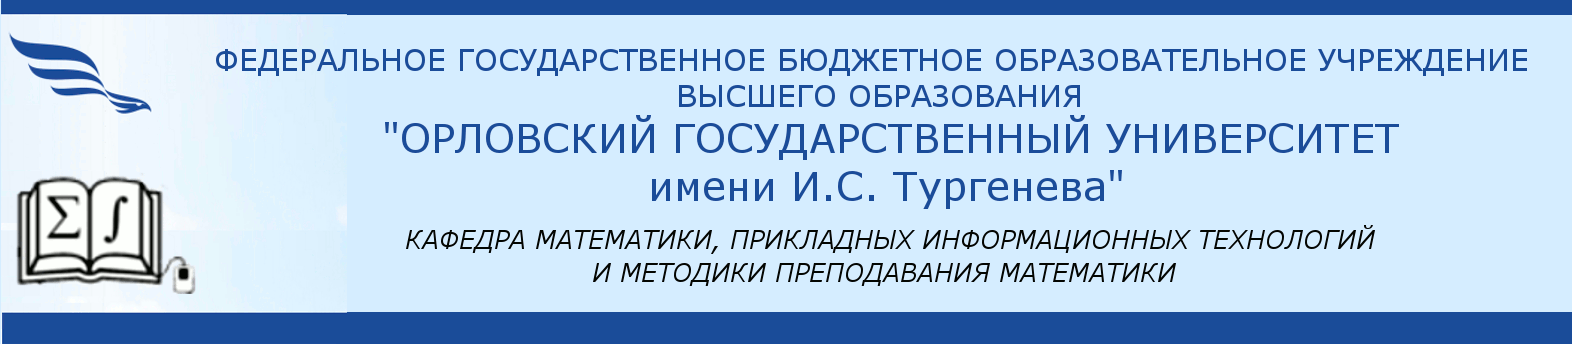 ФЕДЕРАЛЬНОЕ ГОСУДАРСТВЕННОЕ БЮДЖЕТНОЕ ОБРАЗОВАТЕЛЬНОЕ УЧРЕЖДЕНИЕ
ВЫСШЕГО ОБРАЗОВАНИЯ
"ОРЛОВСКИЙ ГОСУДАРСТВЕННЫЙ УНИВЕРСИТЕТ
имени И.С. Тургенева"
КАФЕДРА МАТЕМАТИКИ, ПРИКЛАДНЫХ ИНФОРМАЦИОННЫХ ТЕХНОЛОГИЙ
И МЕТОДИКИ ПРЕПОДАВАНИЯ МАТЕМАТИКИ
Σ ∫